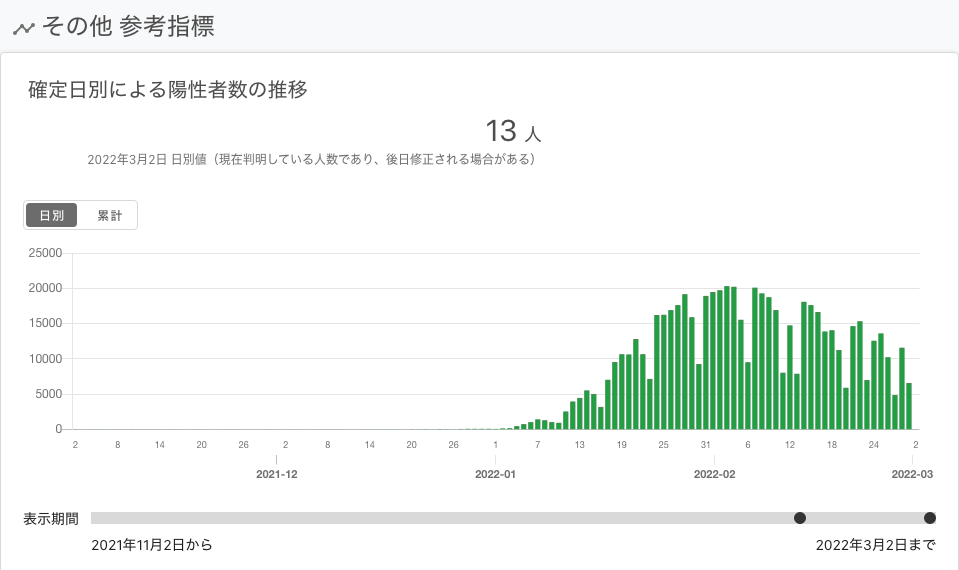 その他 参考指標
確定日別による陽性者数の推移
13 人
2022年3月2日 日別値（現在判明している人数であり、後日修正される場合がある）
日別 累計
25000
20000
15000
10000
5000
0
2 8 14 20 26 2 8 14 20 26 1 7 13 19 25 31 6 12 18 24 2
2021-12 2022-01 2022-02 2022-03
表示期間
2021年11月2日から 2022年3月2日まで